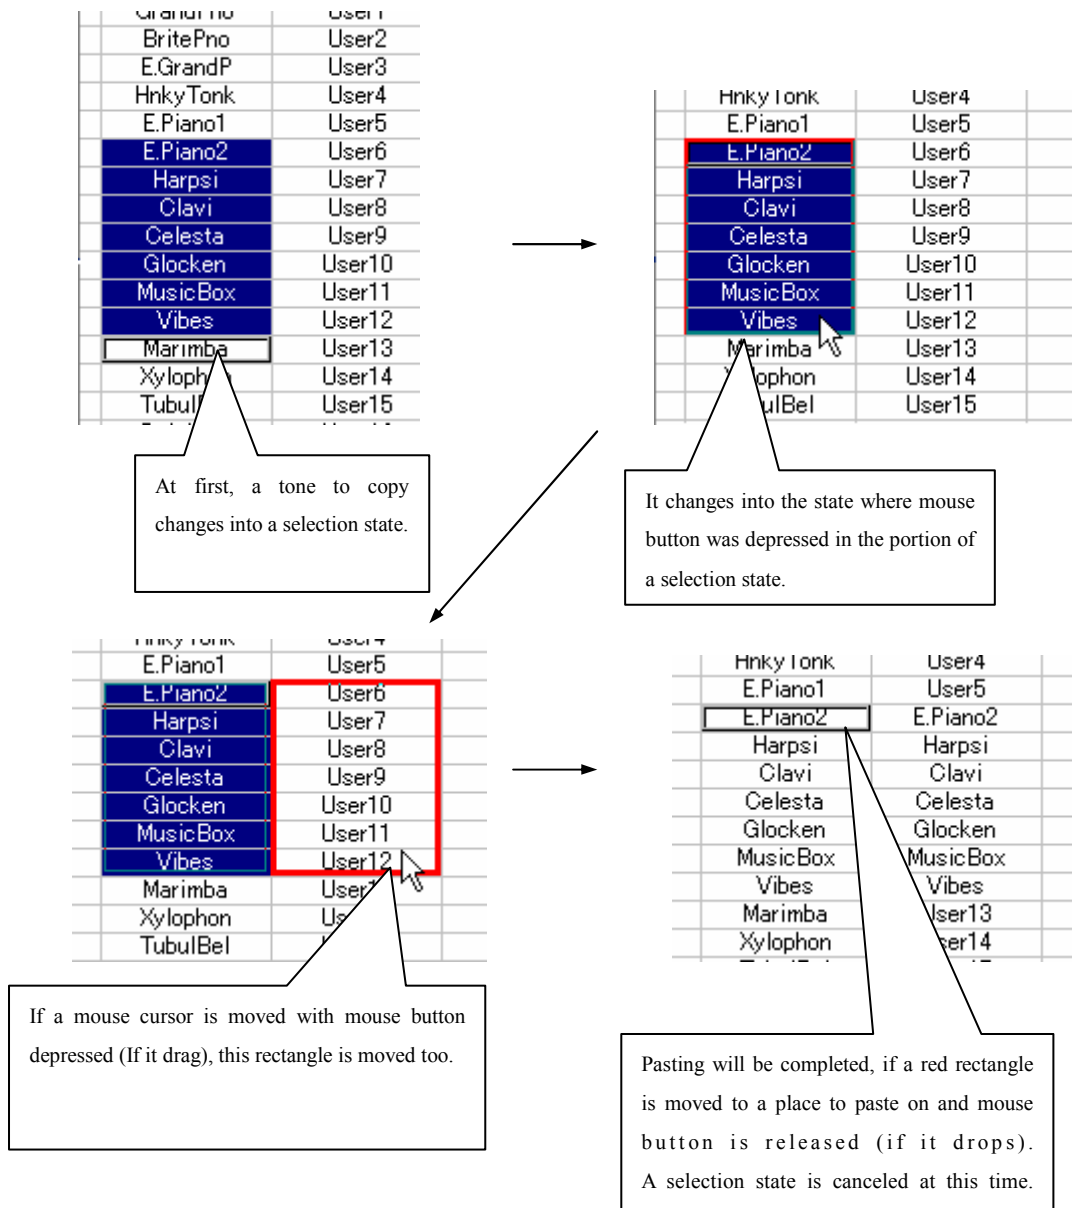 GrandPno User1
BritePno User2
E.GrandP User3
HnkyTonk User4
E.Piano1 User5
E.Piano2 User6
Harpsi User7
Clavi User8
Celesta User9
Glocken User10
MusicBox User11
Vibes User12
Marimba User13
Xylophon User14
User15
At first, a tone to copy
changes into a selection state.
HnkyTonk User4
E.Piano1 User5
E.Piano2 User6
Harpsi User7
Clavi User8
Celesta User9
Glocken User10
MusicBox User11
Vibes User12
Marimba User13
Xylophon User14
User15
It changes into the state where mouse
button was depressed in the portion of
a selection state.
HnkyTonk User4
E.Piano1 User5
E.Piano2 User6
Harpsi User7
Clavi User8
Celesta User9
Glocken User10
MusicBox User11
Vibes User12
Marimba
Xylophon
TubulBel
If a mouse cursor is moved with mouse button
depressed (If it drag), this rectangle is moved too.
HnkyTonk User4
E.Piano1 User5
E.Piano2 E.Piano2
Harpsi Harpsi
Clavi Clavi
Celesta Celesta
Glocken Glocken
MusicBox MusicBox
Vibes Vibes
Marimba User13
Xylophon User14
Pasting will be completed, if a red rectangle
is moved to a place to paste on and mouse
button is released (if it drops).
A selection state is canceled at this time.